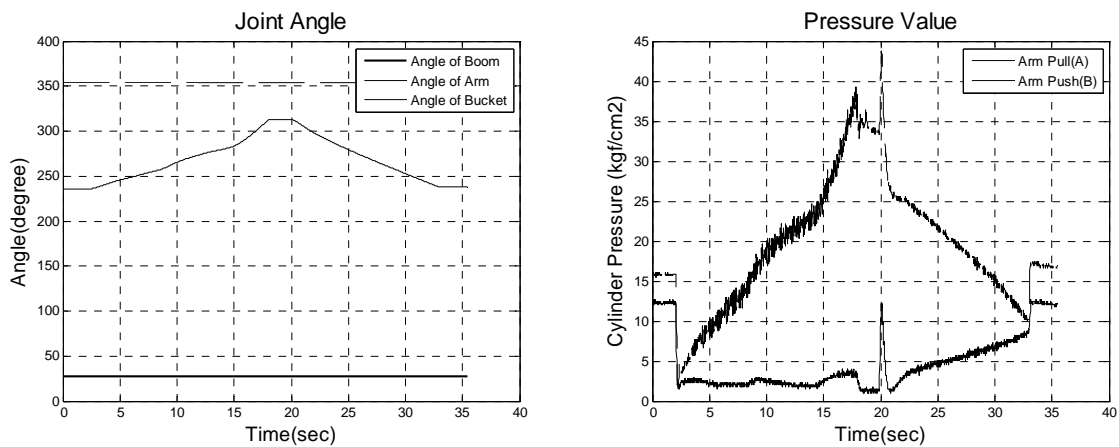 Joint Angle
400
350
300
250
200
150
100
50
0
Angle(degree)
0 5 10 15 20 25 30 35 40
Time(sec)
Angle of Boom
Angle of Arm
Angle of Bucket
Pressure Value
45
40
35
30
25
20
15
10
5
0
Cylinder Pressure (kgf/cm2)
0 5 10 15 20 25 30 35 40
Time(sec)
Arm Pull(A)
Arm Push(B)